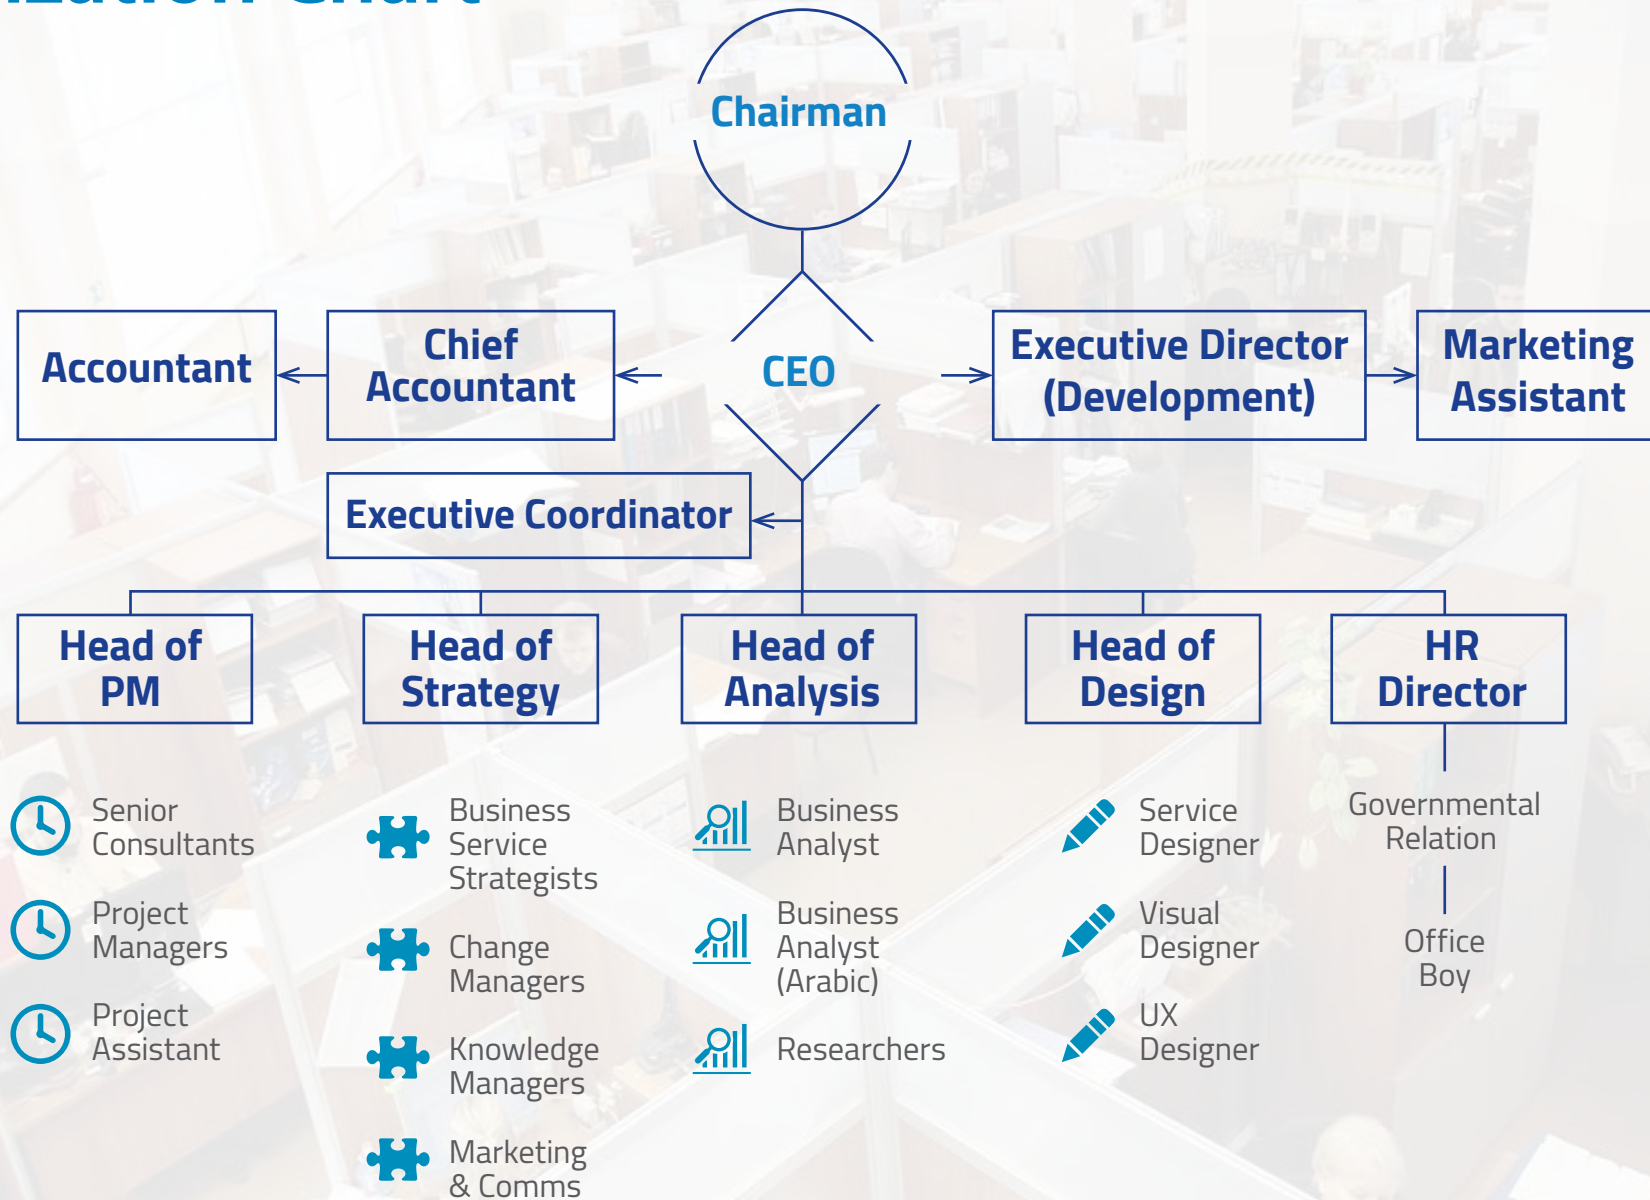 Chairman
Accountant
Chief
Accountant
CEO
Executive Director
(Development)
Marketing
Assistant
Executive Coordinator
Head of
PM
Head of
Strategy
Head of
Analysis
Head of
Design
HR
Director
Senior
Consultants
Project
Managers
Project
Assistant
Business
Service
Strategists
Change
Managers
Knowledge
Managers
Marketing
& Comms
Business
Analyst
Business
Analyst
(Arabic)
Researchers
Service
Designer
Visual
Designer
UX
Designer
Governmental
Relation
Office
Boy